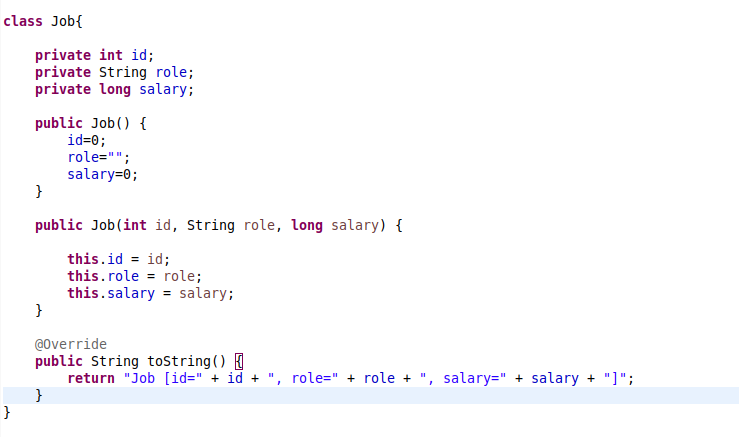 class Job{
private int id;
private String role;
private long salary;
public Job() {
id=0;
role="";
salary=0;
}
public Job(int id, String role, long salary) {
this.id = id;
this.role = role;
this.salary = salary;
}
@Override
public String toString() {
return "Job [id=" + id + ", role=" + role + ", salary=" + salary + "]";
}
}